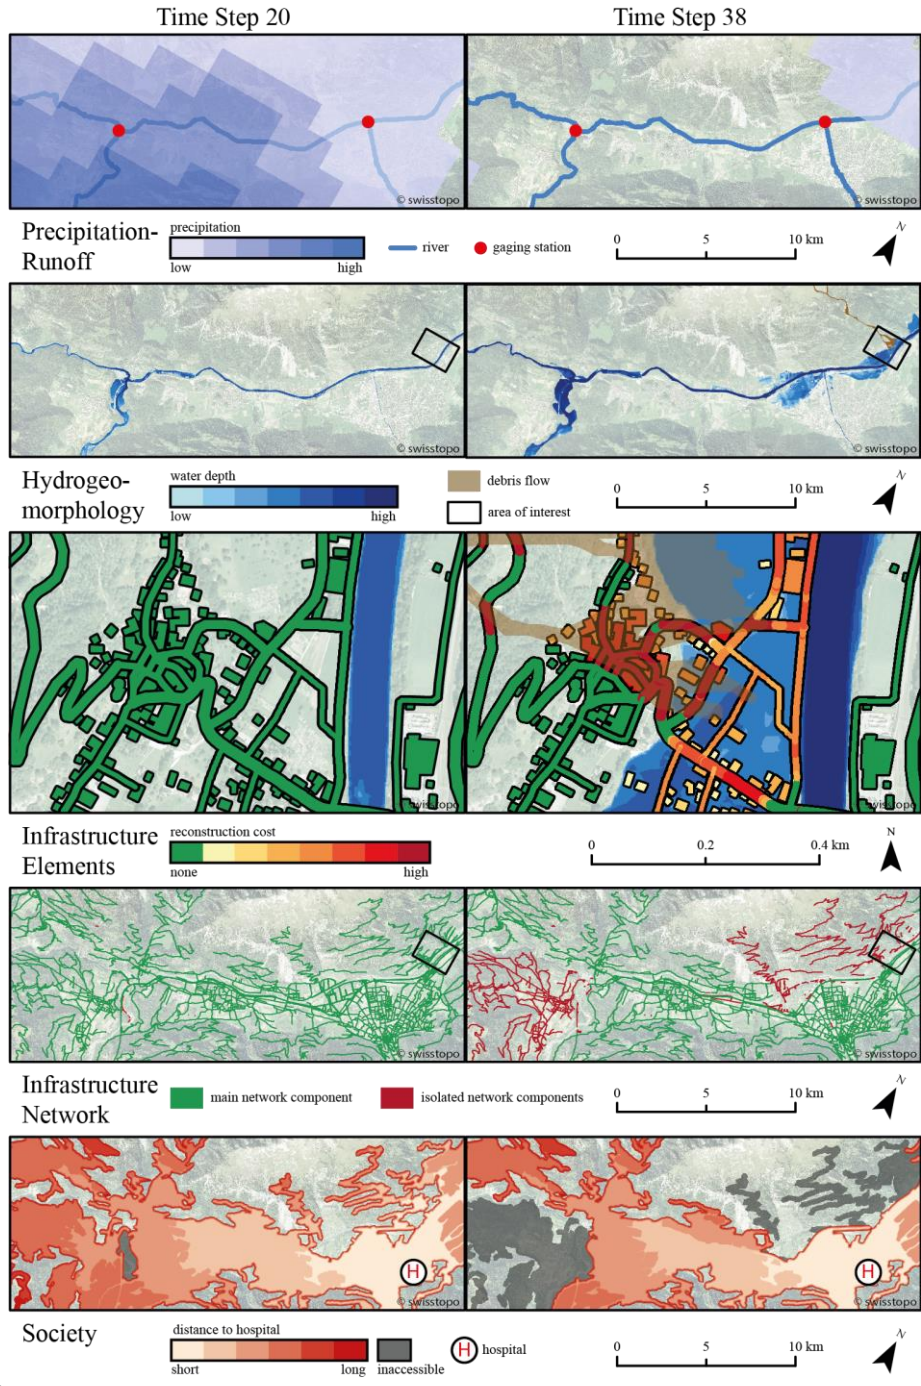 Time Step 20
Time Step 38
© swisstopo
© swisstopo
Precipitation-
Runoff
precipitation
low
high
river
gaging station
0
5
10 km
N
© swisstopo
© swisstopo
Hydrogeo-
morphology
water depth
low
high
debris flow
area of interest
0
5
10 km
N
swisstopo
swisstopo
Infrastructure
Elements
reconstruction cost
none
high
0
0.2
0.4 km
N
© swisstopo
© swisstopo
Infrastructure
Network
main network component
isolated network components
0
5
10 km
N
H
© swisstopo
H
© swisstopo
Society
distance to hospital
short
long
inaccessible
H
hospital
0
5
10 km
N